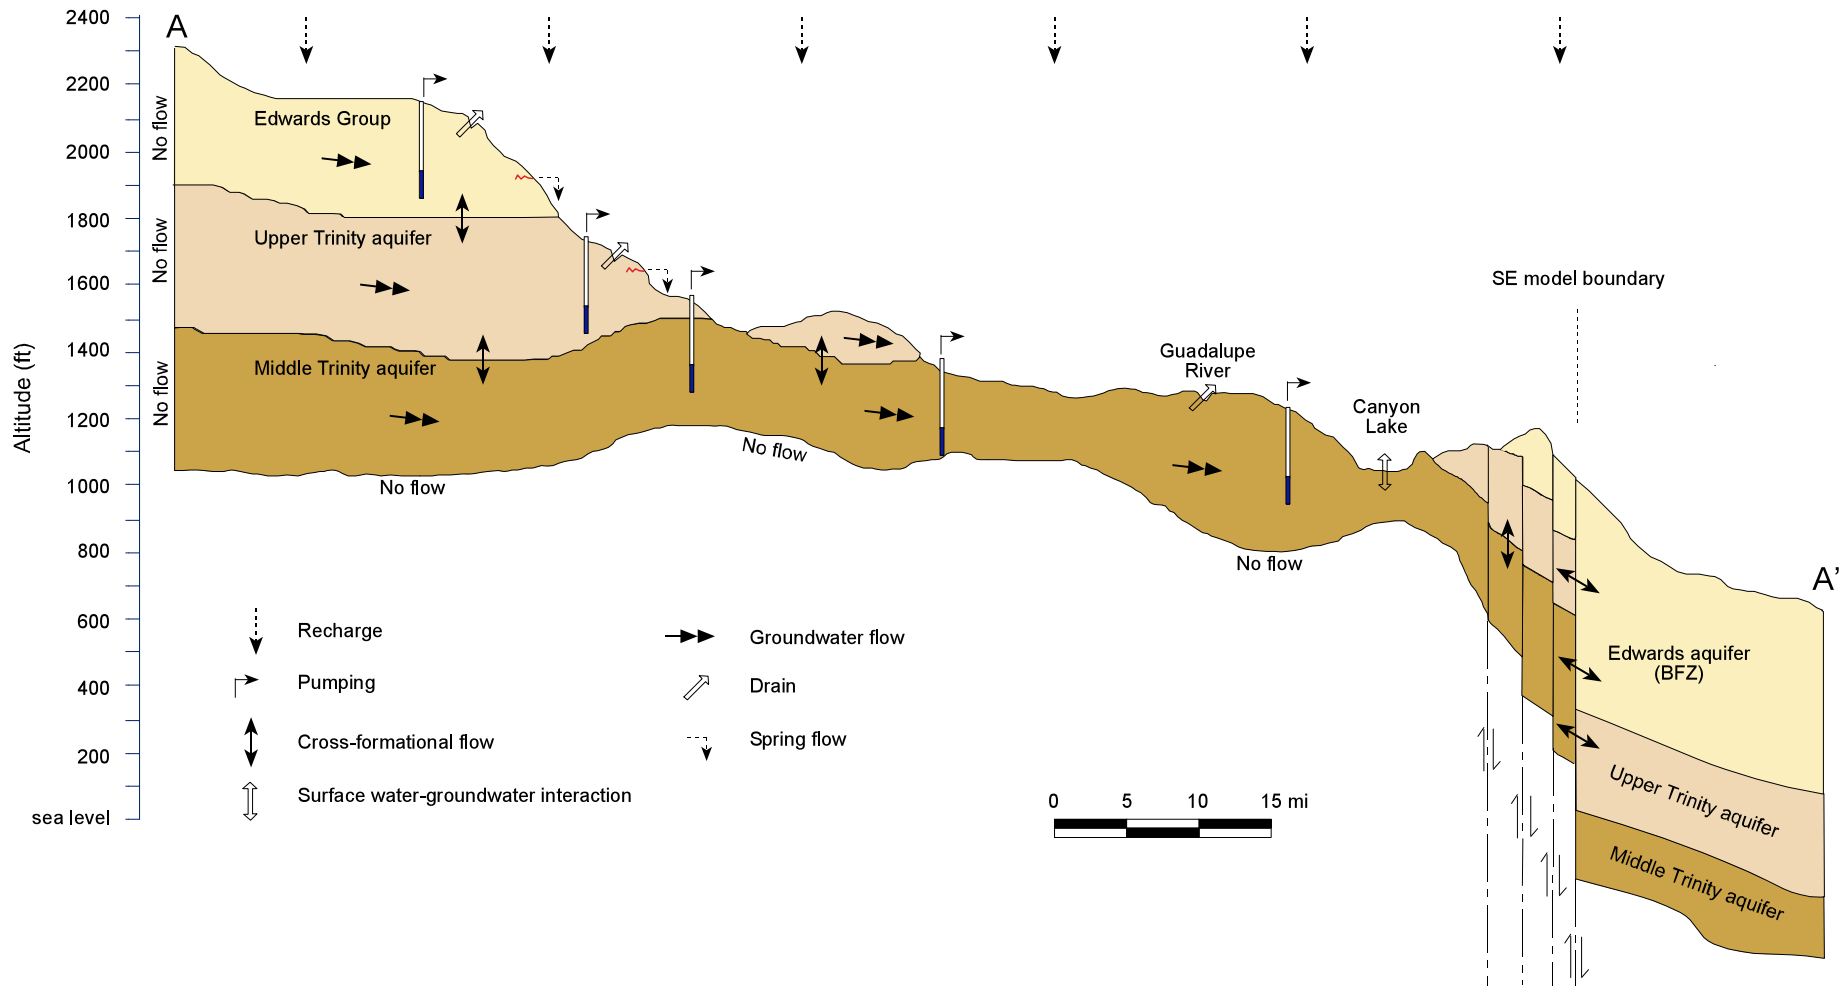 A
2400
2200
2000
1800
1600
1400
1200
1000
800
600
400
200
sea level
Altitude (ft)
No flow
No flow
No flow
Edwards Group
Upper Trinity aquifer
Middle Trinity aquifer
No flow
No flow
No flow
Guadalupe
River
Canyon
Lake
SE model boundary
A’
Edwards aquifer
(BFZ)
Upper Trinity aquifer
Middle Trinity aquifer
Recharge
Pumping
Cross-formational flow
Surface water-groundwater interaction
Groundwater flow
Drain
Spring flow
0 5 10 15 mi